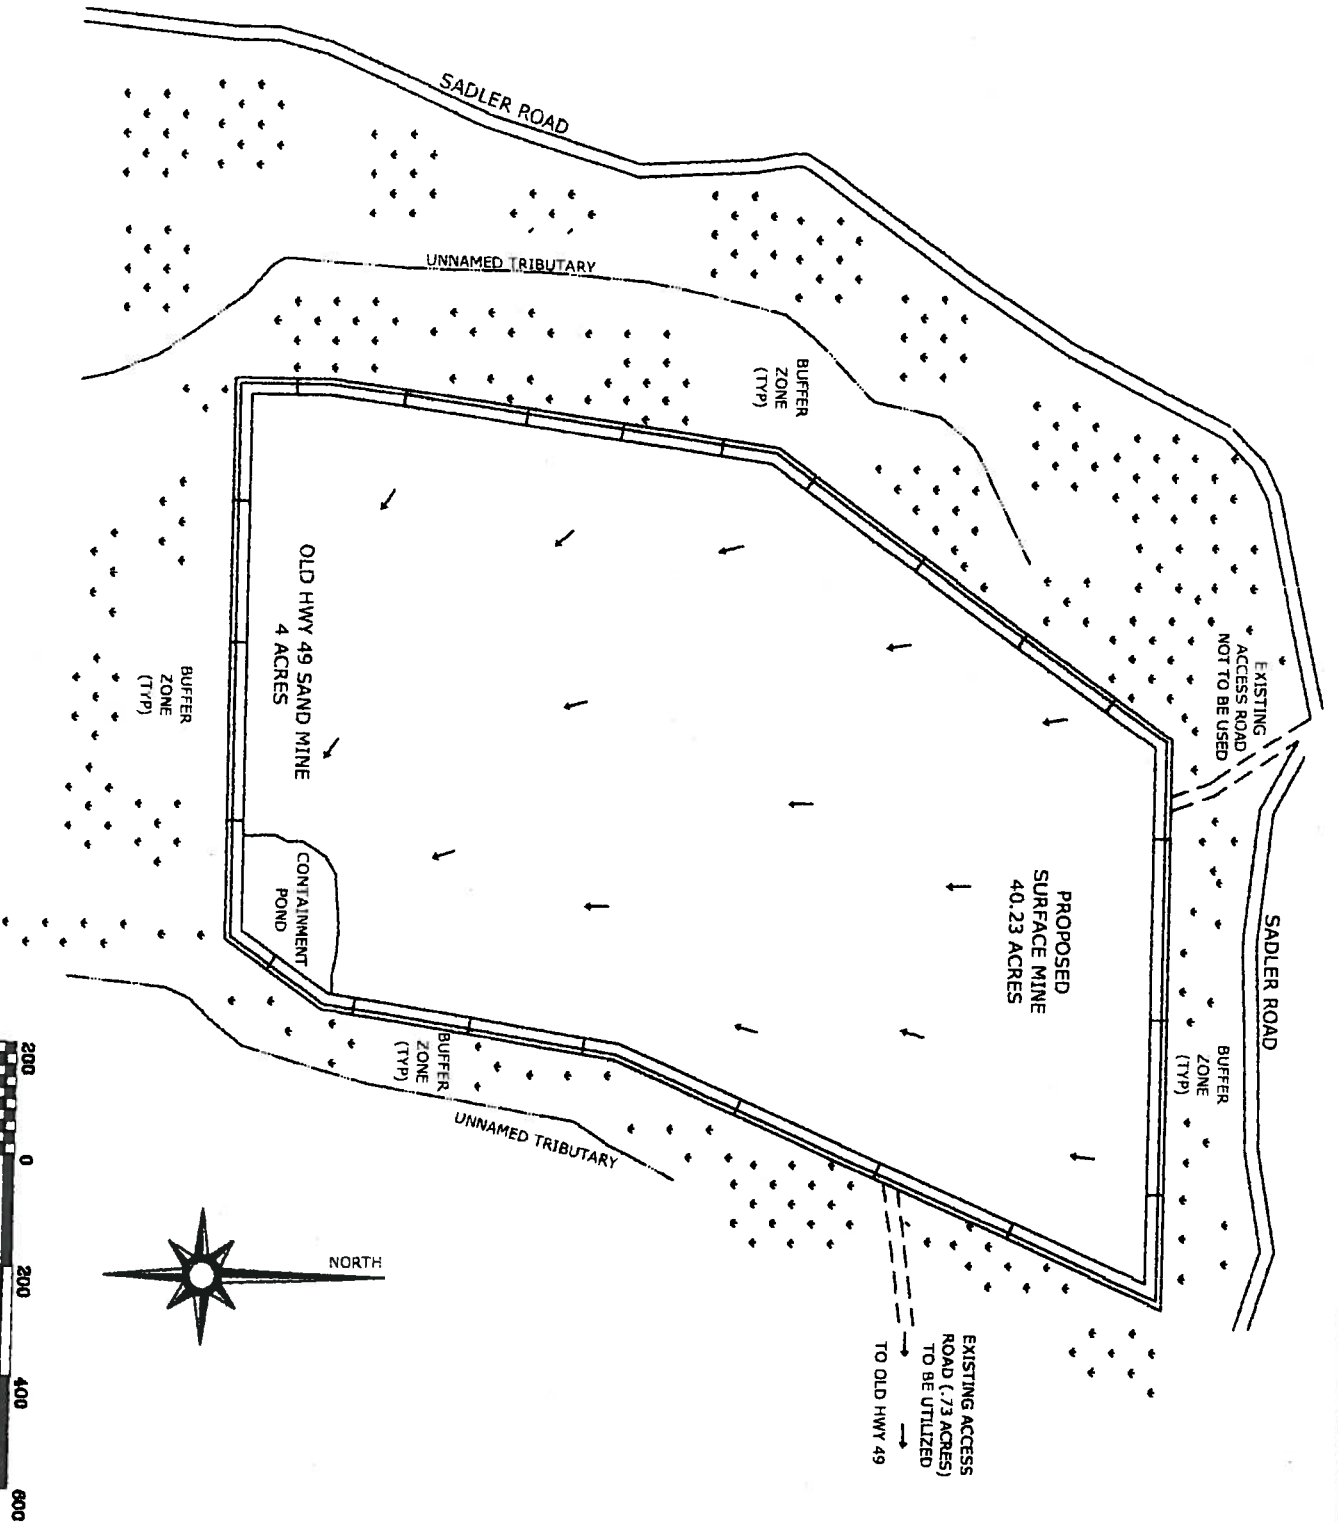 SADLER ROAD
UNNAMED TRIBUTARY
BUFFER
ZONE
(TYP)
EXISTING
ACCESS ROAD
NOT TO BE USED
OLD HWY 49 SAND MINE
4 ACRES
BUFFER
ZONE
(TYP)
CONTAINMENT
POND
PROPOSED
SURFACE MINE
40.23 ACRES
SADLER ROAD
BUFFER
ZONE
(TYP)
BUFFER
ZONE
(TYP)
UNNAMED TRIBUTARY
NORTH
EXISTING ACCESS
ROAD (.73 ACRES)
TO BE UTILIZED
TO OLD HWY 49
200 0 200 400 600